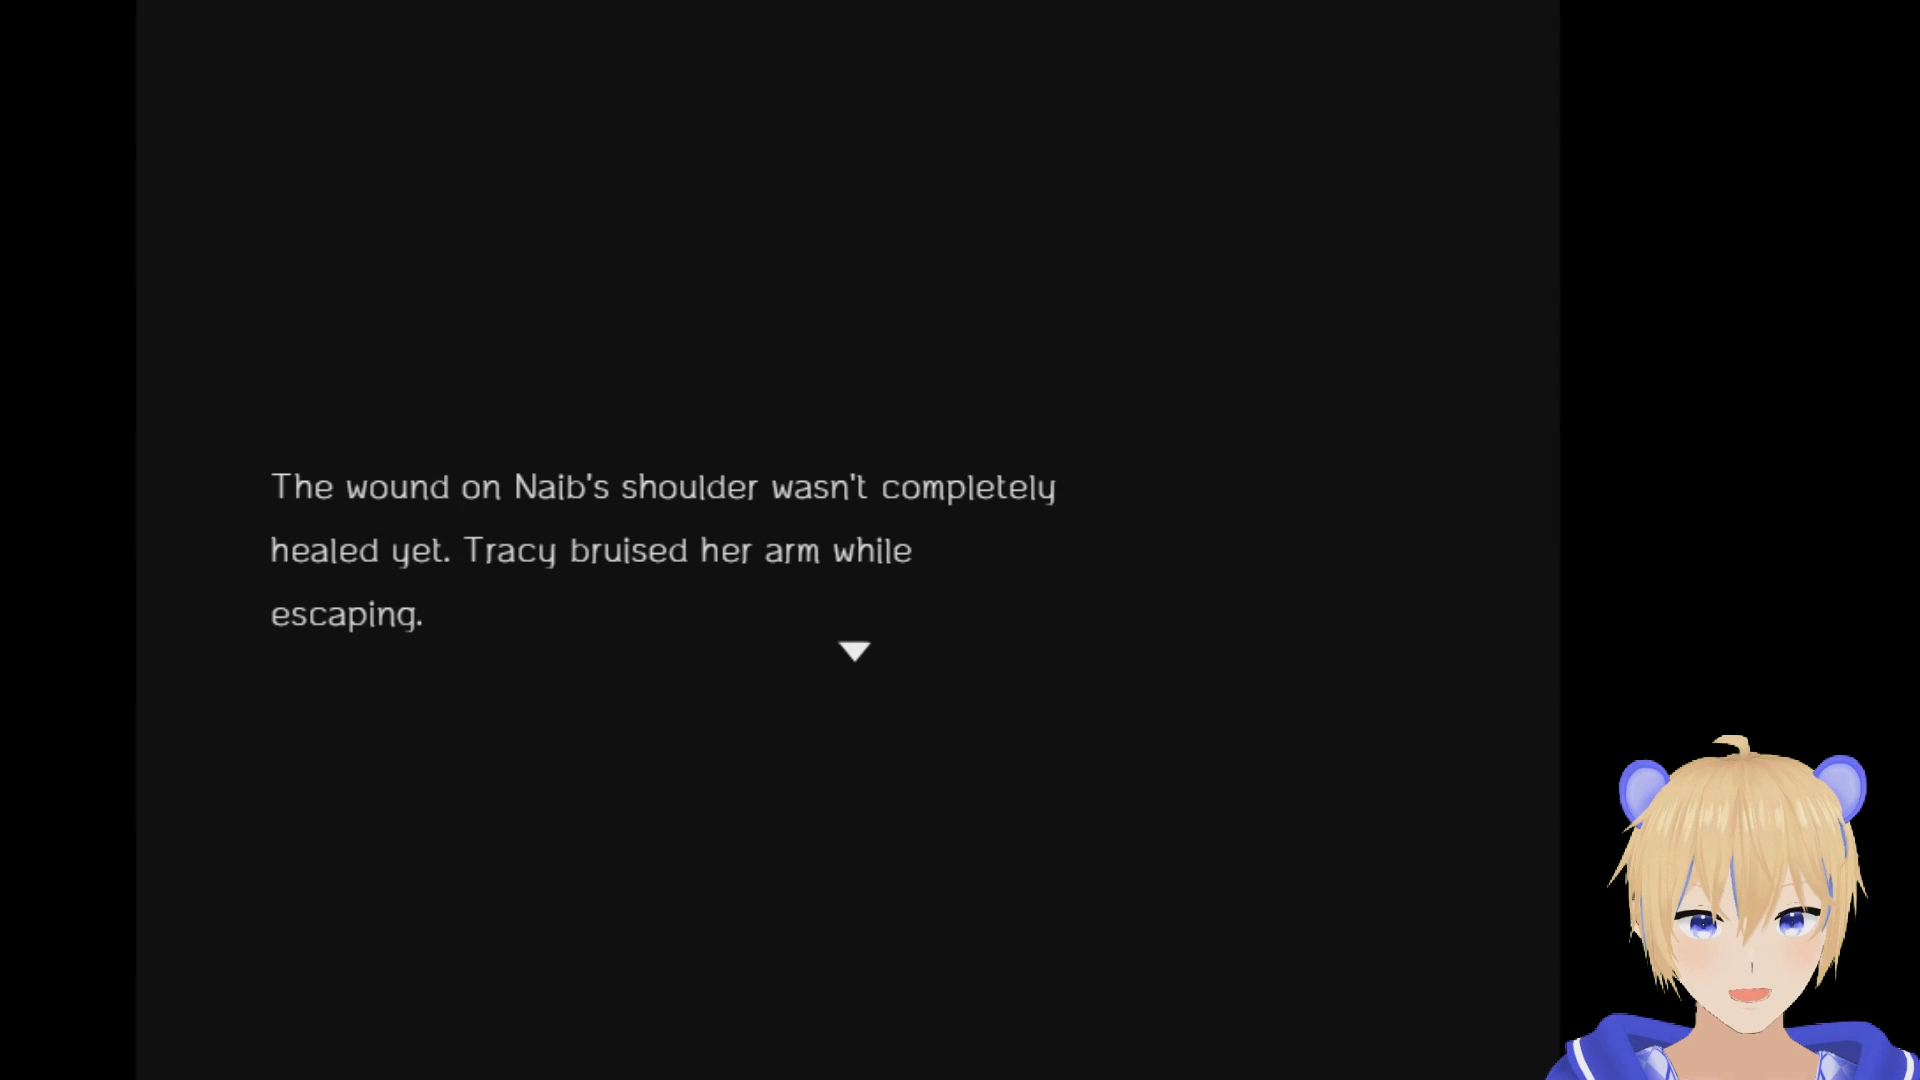 The wound on Naib's shoulder wasn't completely
healed yet. Tracy bruised her arm while
escaping.